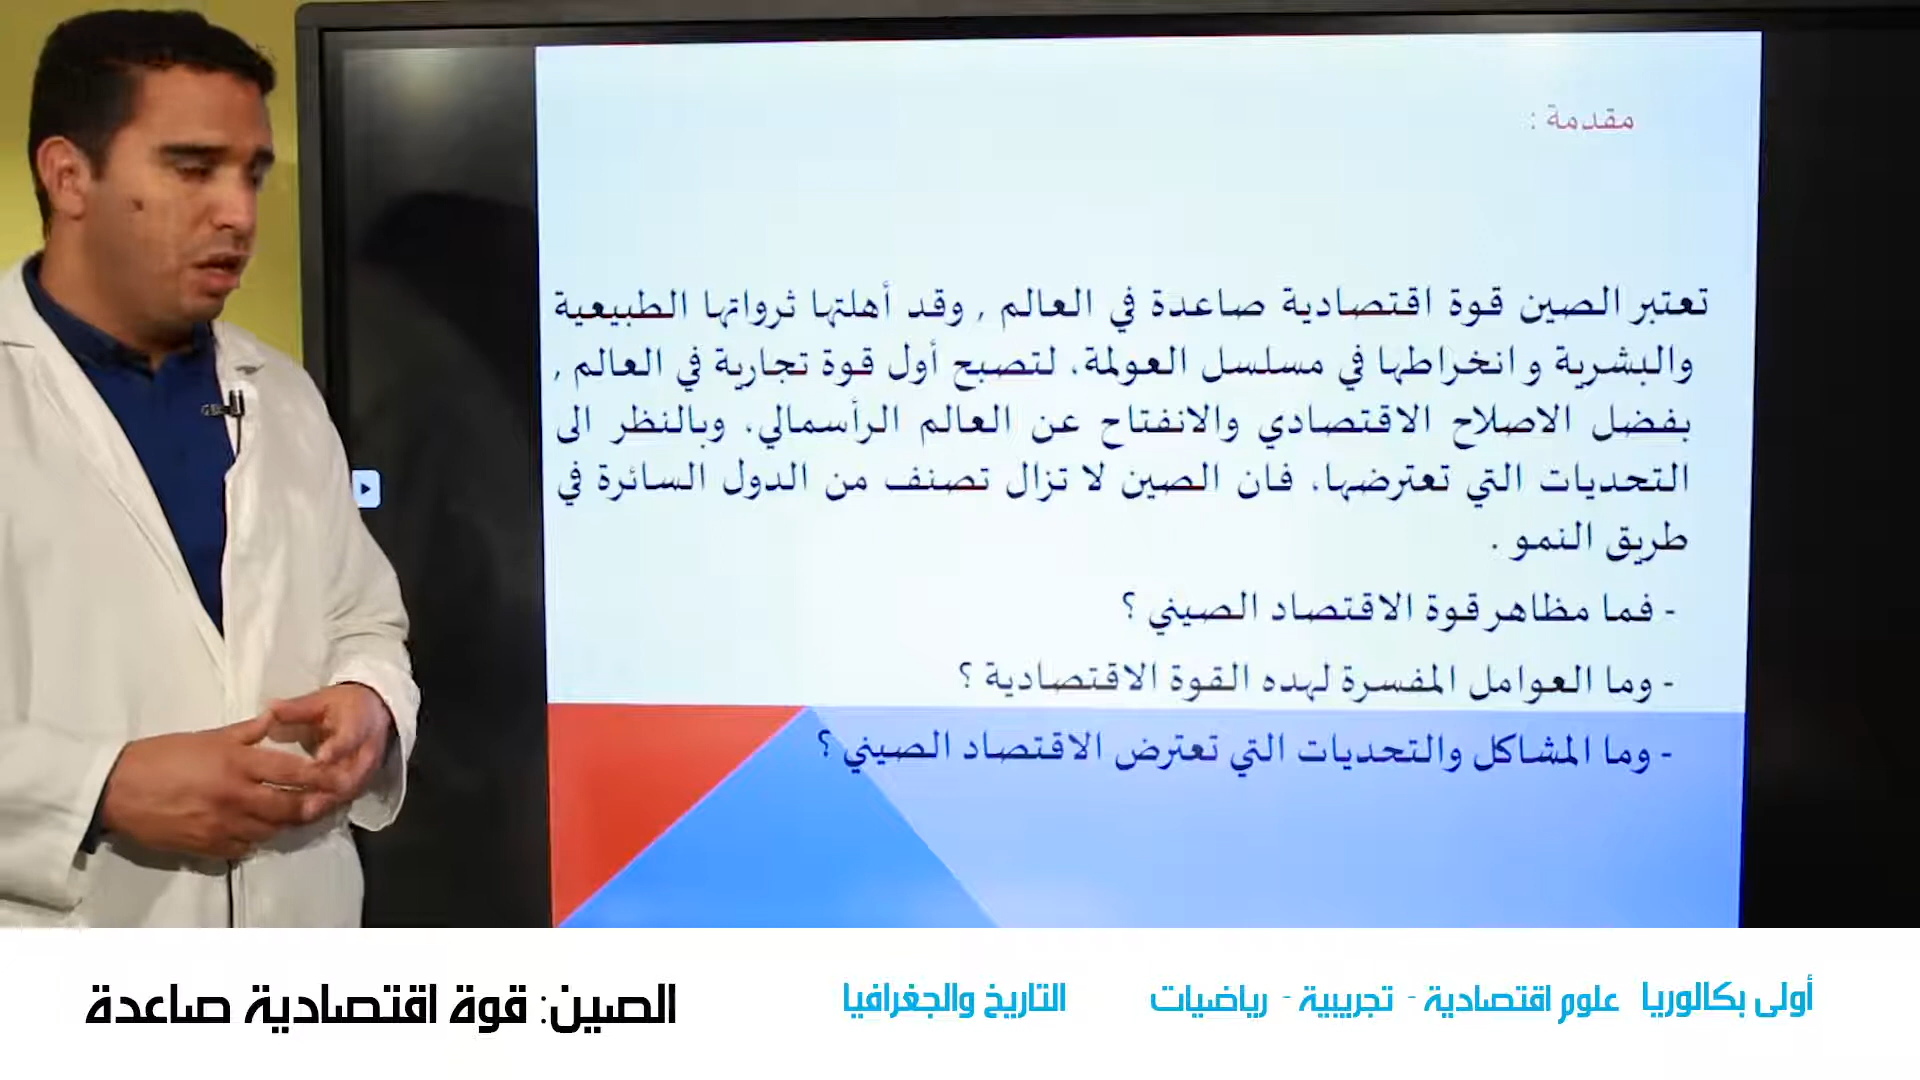 مقدمة :
تعتبر الصين قوة اقتصادية صاعدة في العالم , وقد أهلتها ثرواتها الطبيعية
والبشرية و انخراطها في مسلسل العولمة، لتصبح أول قوة تجارية في العالم ,
بفضل الاصلاح الاقتصادي والانفتاح عن العالم الرأسمالي، وبالنظر الى
التحديات التي تعترضها، فان الصين لا تزال تصنف من الدول السائرة في
طريق النمو .
- فما مظاهر قوة الاقتصاد الصيني ؟
- وما العوامل المفسرة لهده القوة الاقتصادية ؟
- وما المشاكل والتحديات التي تعترض الاقتصاد الصيني ؟
أولى بكالوريا علوم اقتصادية - تجريبية - رياضيات
التاريخ والجغرافيا
الصين: قوة اقتصادية صاعدة